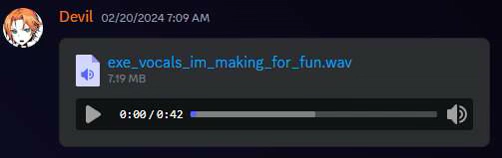 Devil 02/20/2024 7:09 AM
exe_vocals_im_making_for_fun.wav
7.19 MB
0:00 / 0:42